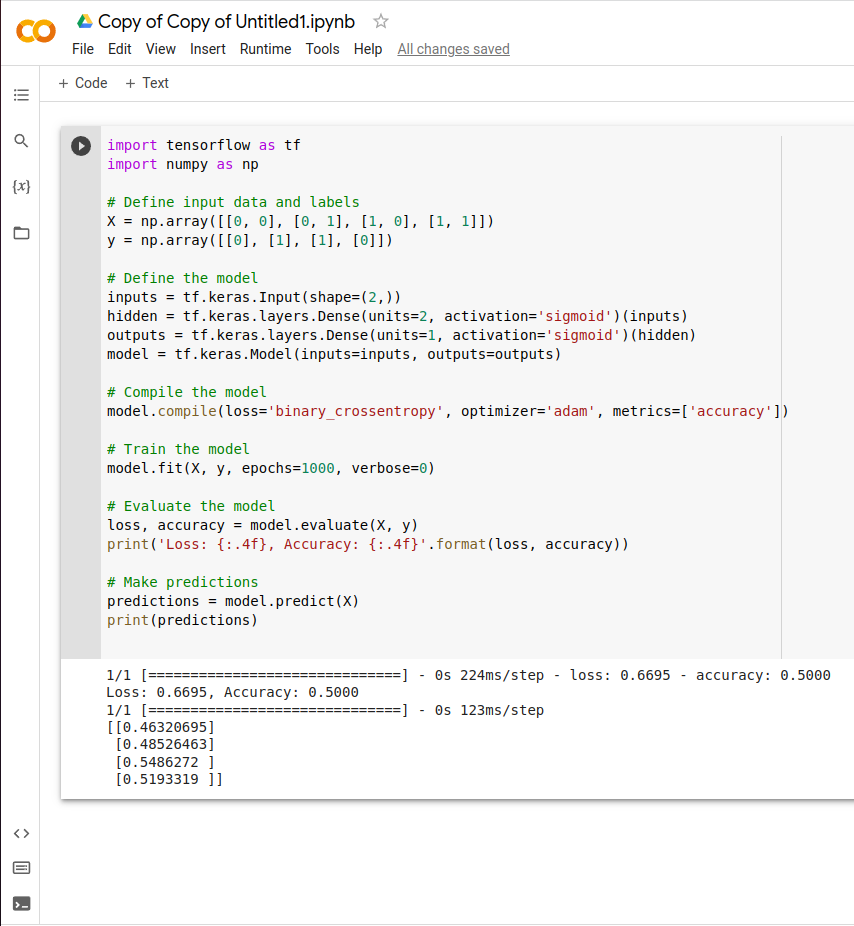 Copy of Copy of Untitled1.ipynb
File Edit View Insert Runtime Tools Help All changes saved
+ Code + Text
{x}
import tensorflow as tf
import numpy as np
# Define input data and labels
X = np.array([[0, 0], [0, 1], [1, 0], [1, 1]])
y = np.array([[0], [1], [1], [0]])
# Define the model
inputs = tf.keras.Input(shape=(2,))
hidden = tf.keras.layers.Dense(units=2, activation='sigmoid')(inputs)
outputs = tf.keras.layers.Dense(units=1, activation='sigmoid')(hidden)
model = tf.keras.Model(inputs=inputs, outputs=outputs)
# Compile the model
model.compile(loss='binary_crossentropy', optimizer='adam', metrics=['accuracy'])
# Train the model
model.fit(X, y, epochs=1000, verbose=0)
# Evaluate the model
loss, accuracy = model.evaluate(X, y)
print('Loss: {:.4f}, Accuracy: {:.4f}'.format(loss, accuracy))
# Make predictions
predictions = model.predict(X)
print(predictions)
1/1 [==============================] - 0s 224ms/step - loss: 0.6695 - accuracy: 0.5000
Loss: 0.6695, Accuracy: 0.5000
1/1 [==============================] - 0s 123ms/step
[[0.46320695]
[0.48526463]
[0.5486272 ]
[0.5193319 ]]